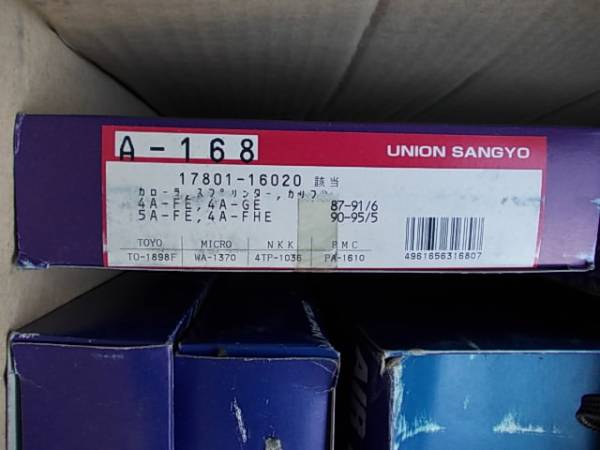 A-168
UNION SANGYO
17801-16020 該当
カローラ,スプリンター,カリブ
4A-FE,4A-GE 87-91/6
5A-FE,4A-FHE 90-95/5
TOYO MICRO NKK PMC
TO-1898F WA-1370 4TP-1036 PA-1610
4961656316807
AIR